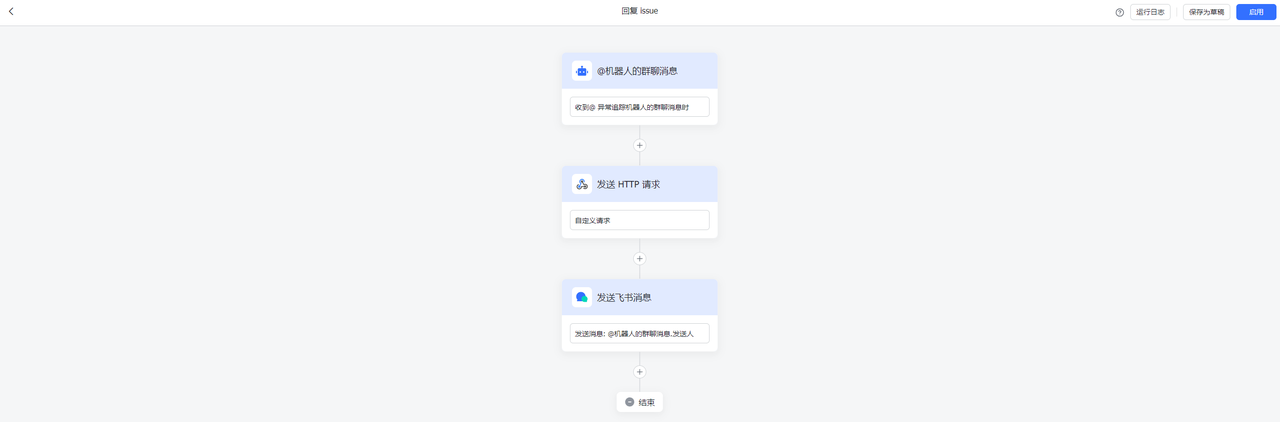 回复 issue
运行日志
保存为草稿
启用
@机器人的群聊消息
收到@ 异常追踪机器人的群聊消息时
发送 HTTP 请求
自定义请求
发送飞书消息
发送消息: @机器人的群聊消息.发送人
结束